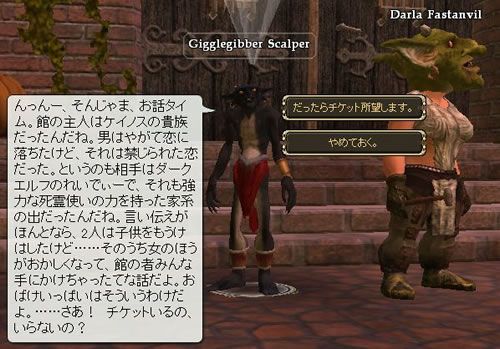 Darla Fastanvil
Gigglegibber Scalper
んっんー、そんじゃま、お話タイ
ム。館の主人はケイノスの貴族
だったんだね。男はやがて恋に
落ちたけど、それは禁じられた恋
だった。というのも相手はダーク
エルフのれいでぃーで、それも強
力な死霊使いの力を持った家系
の出だったんだね。言い伝えが
ほんとなら、2人は子供をもうけ
はしたけど……そのうち女のほう
がおかしくなって、館の者みんな
手にかけちゃったてな話だよ。お
ばけいっぱいはそういうわけだ
よ。……さあ！　チケットいるの、
いらないの？
だったらチケット所望します。
やめておく。